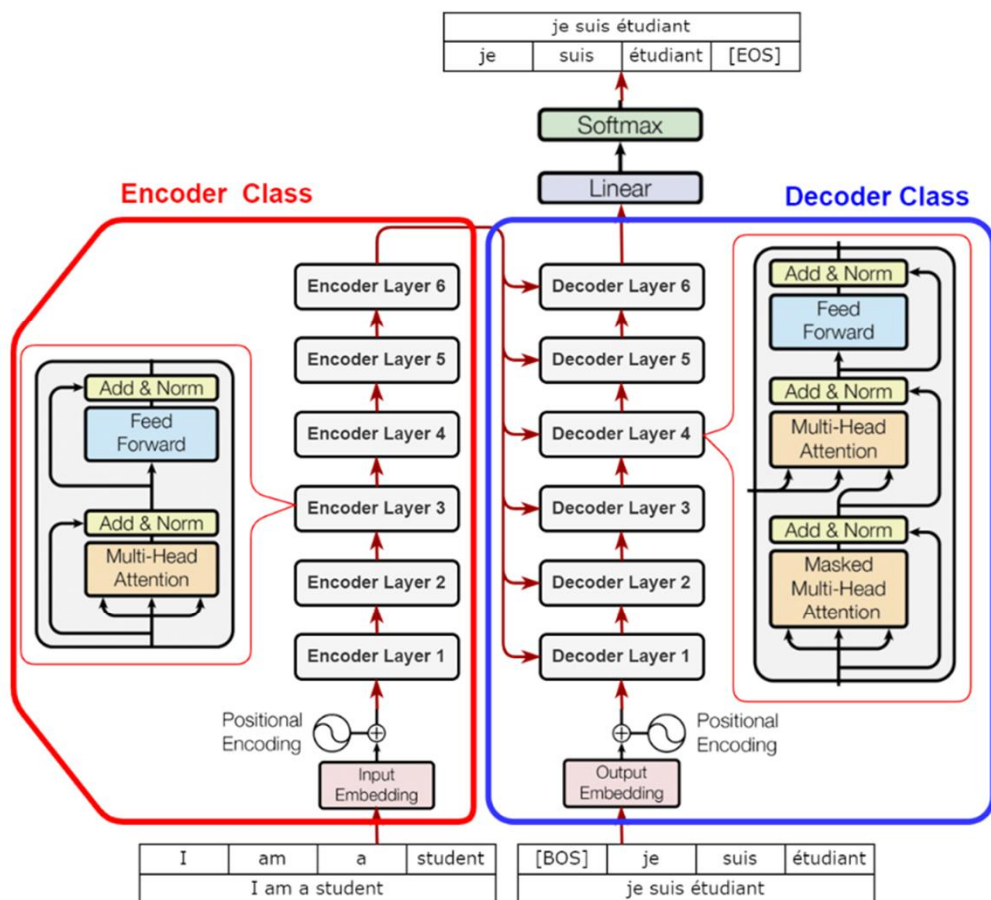 je suis étudiant
je suis étudiant [EOS]
Softmax
Linear
Encoder Class
Decoder Class
Encoder Layer 6
Encoder Layer 5
Encoder Layer 4
Encoder Layer 3
Encoder Layer 2
Encoder Layer 1
Add & Norm
Feed
Forward
Add & Norm
Multi-Head
Attention
Positional
Encoding
Input
Embedding
I am a student
I am a student
Decoder Layer 6
Decoder Layer 5
Decoder Layer 4
Decoder Layer 3
Decoder Layer 2
Decoder Layer 1
Add & Norm
Feed
Forward
Add & Norm
Multi-Head
Attention
Add & Norm
Masked
Multi-Head
Attention
Positional
Encoding
Output
Embedding
[BOS] je suis étudiant
je suis étudiant